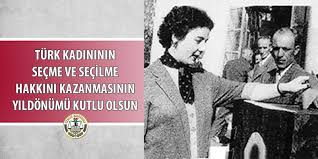 TÜRK KADINININ
SEÇME VE SEÇİLME
HAKKINI KAZANMASININ
YILDÖNÜMÜ KUTLU OLSUN